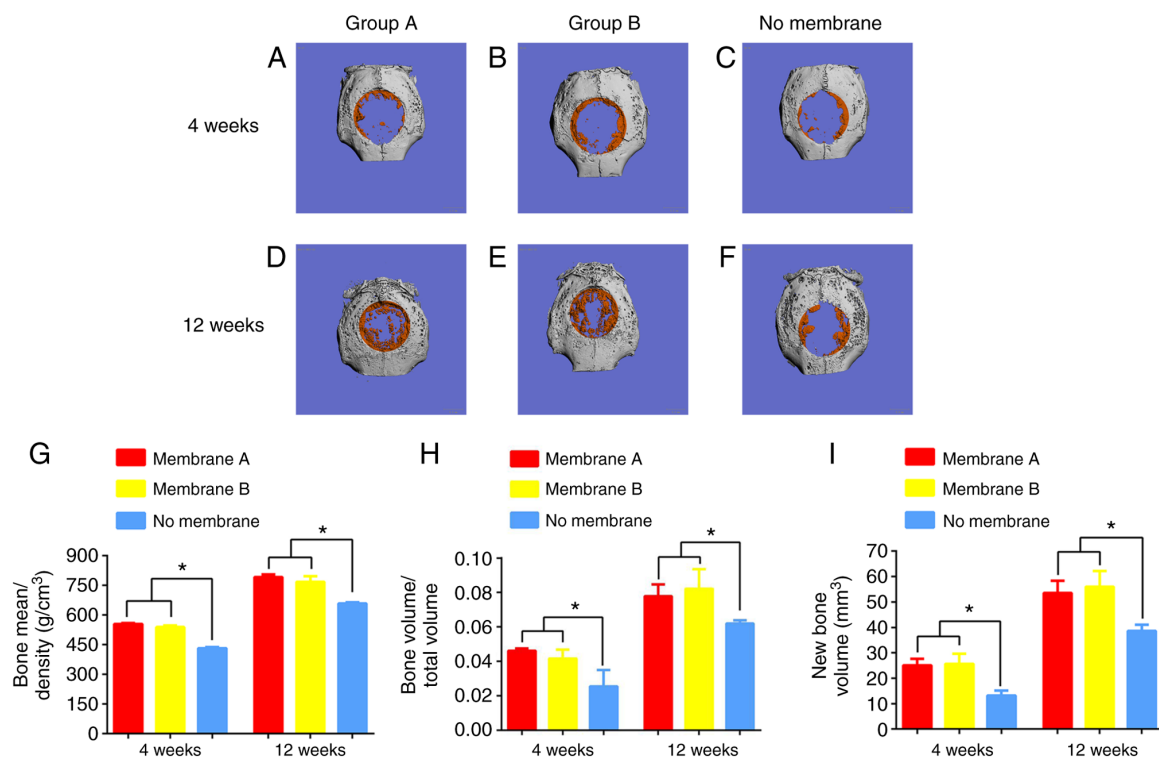 Group A
Group B
No membrane
A
B
C
4 weeks
D
E
F
12 weeks
G
Membrane A
Membrane B
No membrane
*
*
900
750
600
450
300
150
0
Bone mean/
density (g/cm³)
4 weeks
12 weeks
H
Membrane A
Membrane B
No membrane
*
*
0.10
0.08
0.06
0.04
0.02
0.00
Bone volume/
total volume
4 weeks
12 weeks
I
Membrane A
Membrane B
No membrane
*
*
70
60
50
40
30
20
10
0
New bone
volume (mm³)
4 weeks
12 weeks